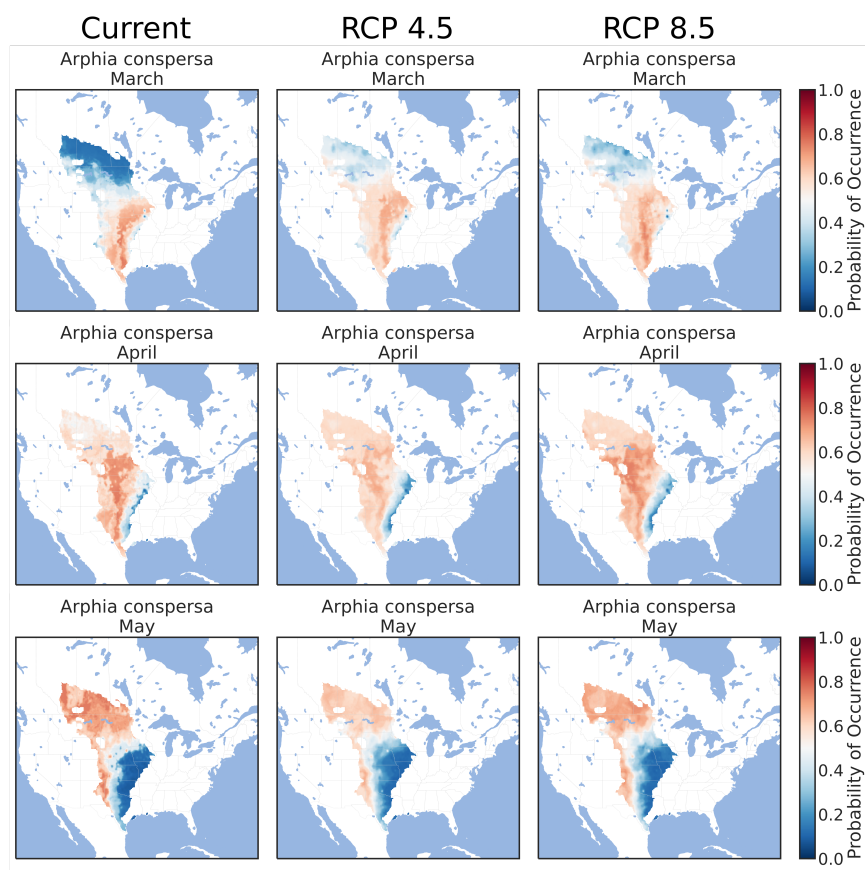 Current RCP 4.5 RCP 8.5
Arphia conspersa Arphia conspersa Arphia conspersa
March March March
1.0
0.8
0.6
0.4
0.2
0.0
Probability of Occurrence
Arphia conspersa Arphia conspersa Arphia conspersa
April April April
1.0
0.8
0.6
0.4
0.2
0.0
Probability of Occurrence
Arphia conspersa Arphia conspersa Arphia conspersa
May May May
1.0
0.8
0.6
0.4
0.2
0.0
Probability of Occurrence